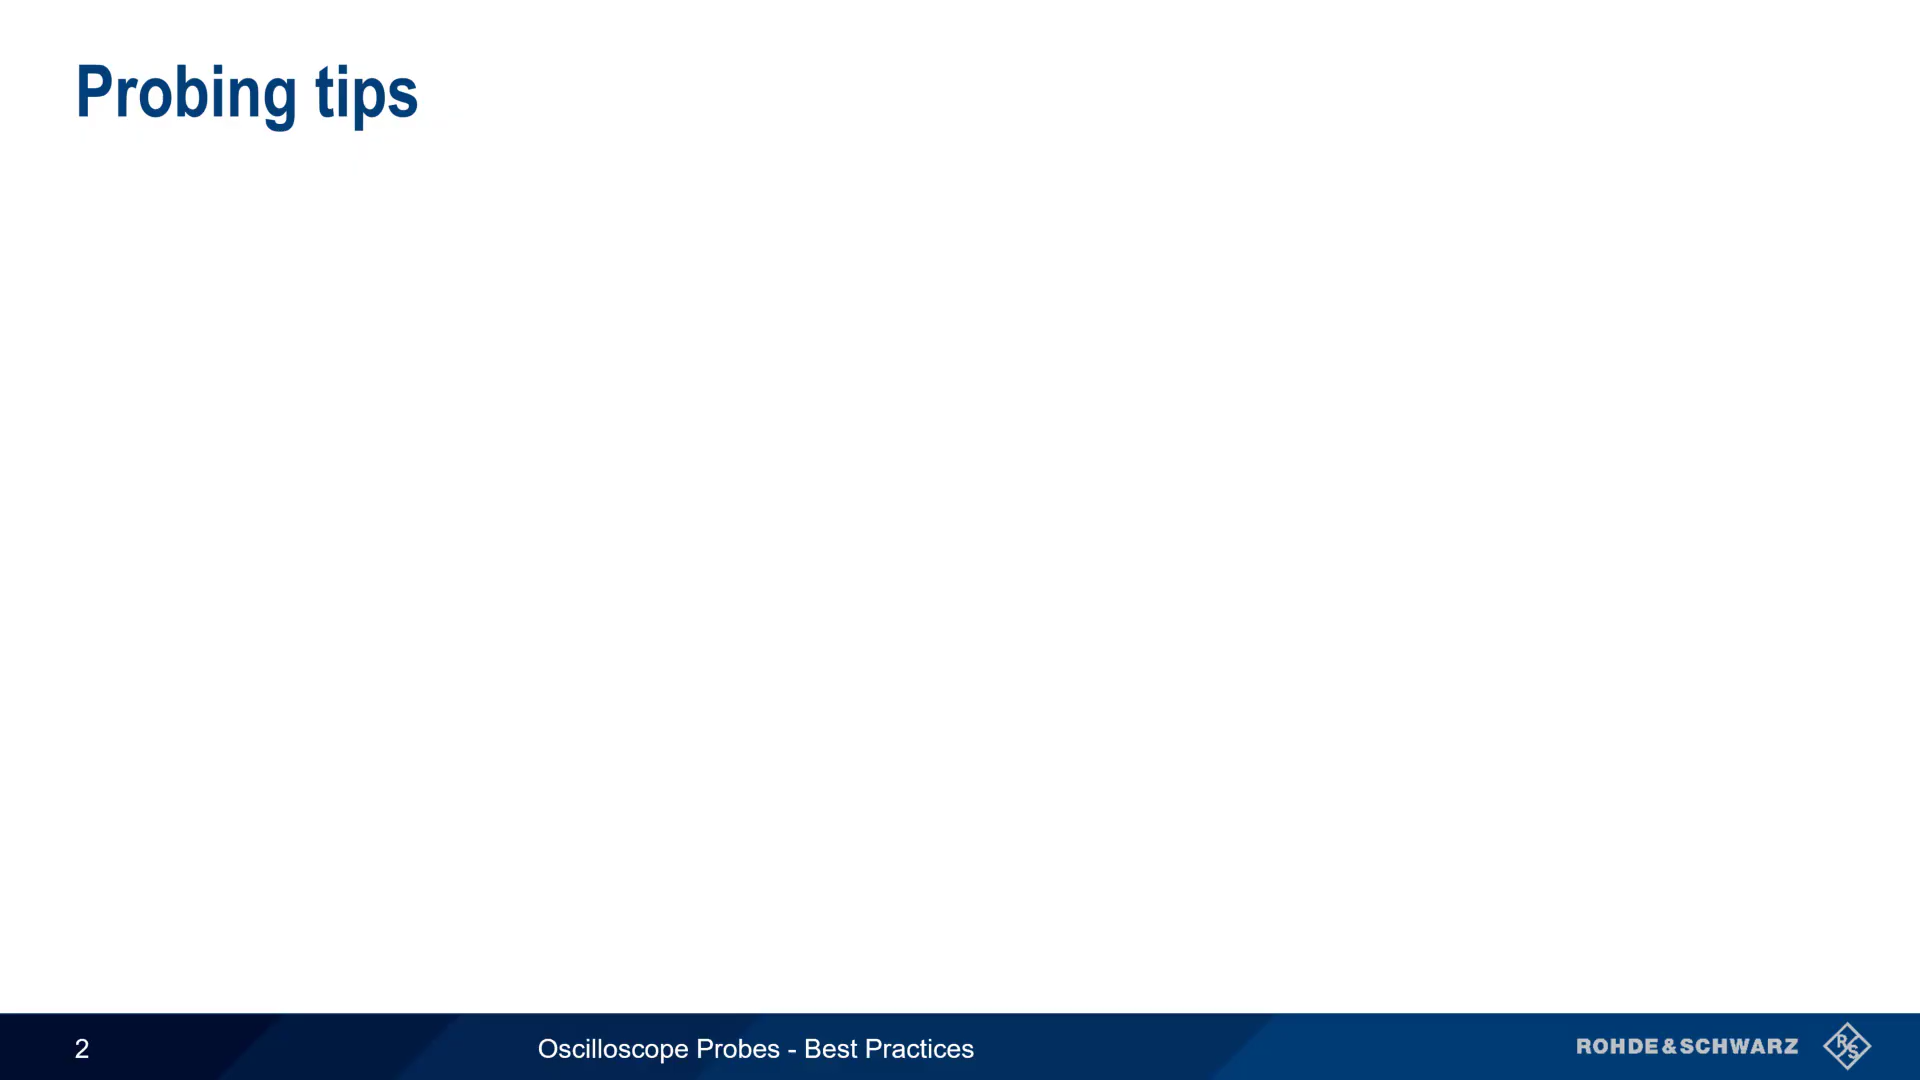 Probing tips
2
Oscilloscope Probes - Best Practices
ROHDE&SCHWARZ
R&S